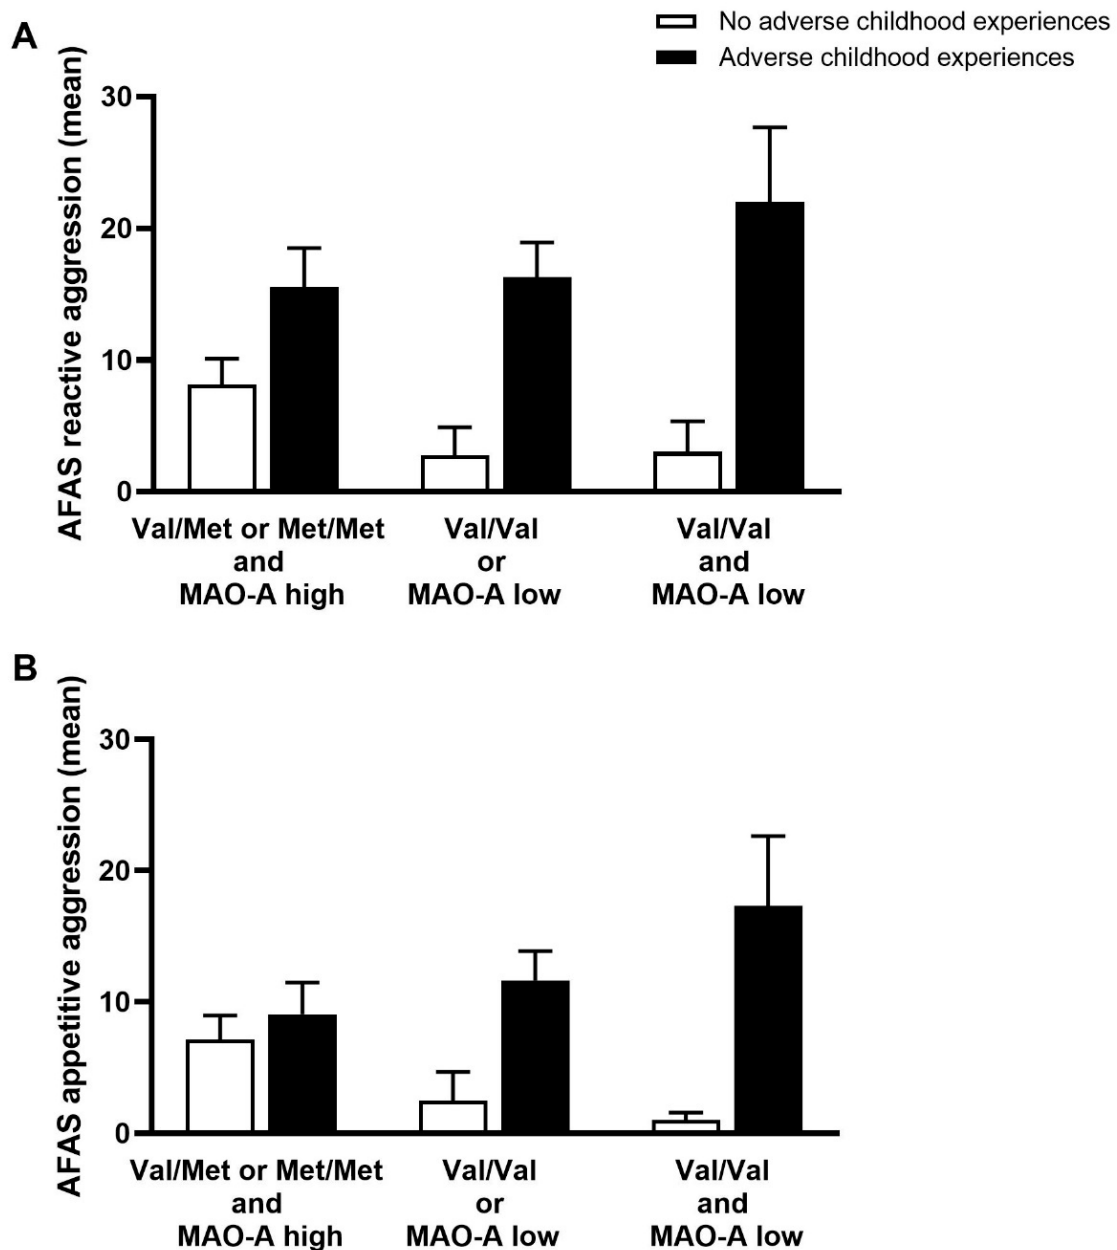 No adverse childhood experiences
Adverse childhood experiences
A
AFAS reactive aggression (mean)
30
20
10
0
Val/Met or Met/Met
and
MAO-A high
Val/Val
or
MAO-A low
Val/Val
and
MAO-A low
B
AFAS appetitive aggression (mean)
30
20
10
0
Val/Met or Met/Met
and
MAO-A high
Val/Val
or
MAO-A low
Val/Val
and
MAO-A low